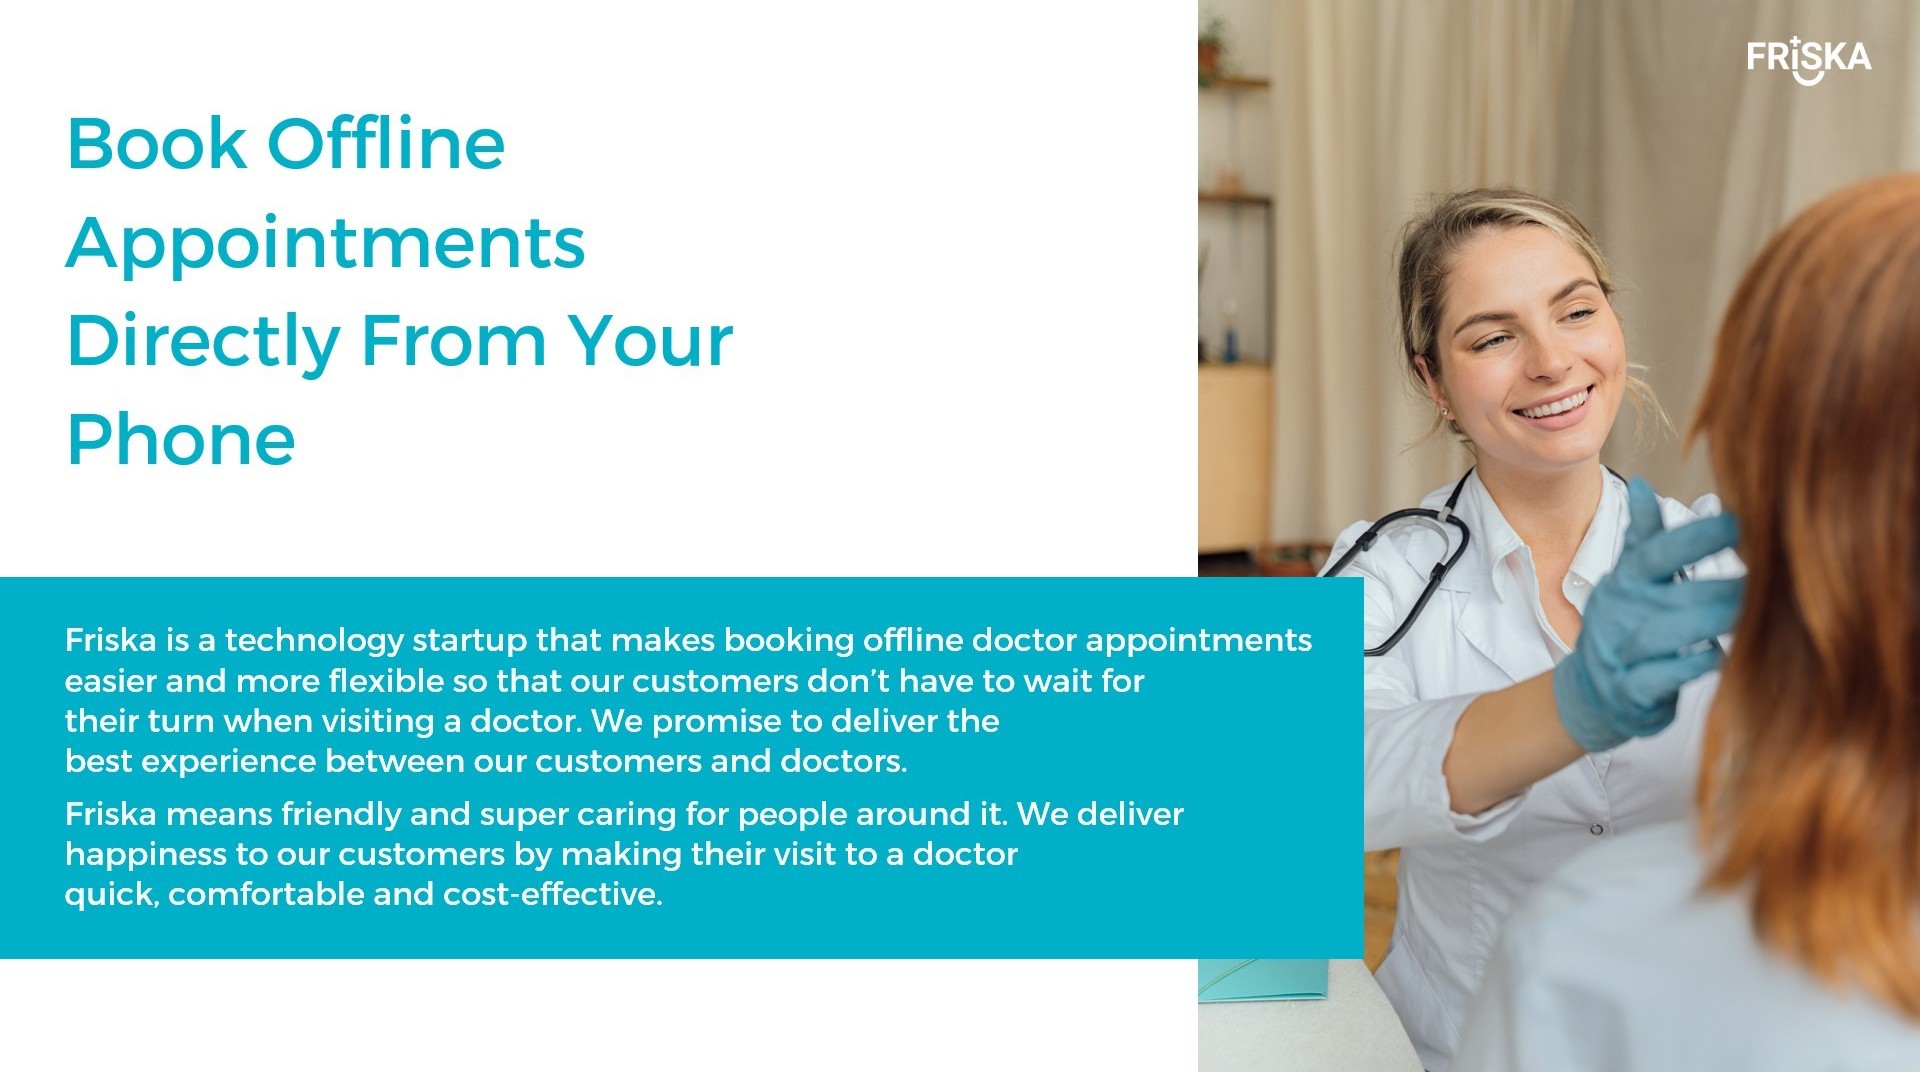 FRiSKA
Book Offline
Appointments
Directly From Your
Phone
Friska is a technology startup that makes booking offline doctor appointments
easier and more flexible so that our customers don’t have to wait for
their turn when visiting a doctor. We promise to deliver the
best experience between our customers and doctors.
Friska means friendly and super caring for people around it. We deliver
happiness to our customers by making their visit to a doctor
quick, comfortable and cost-effective.